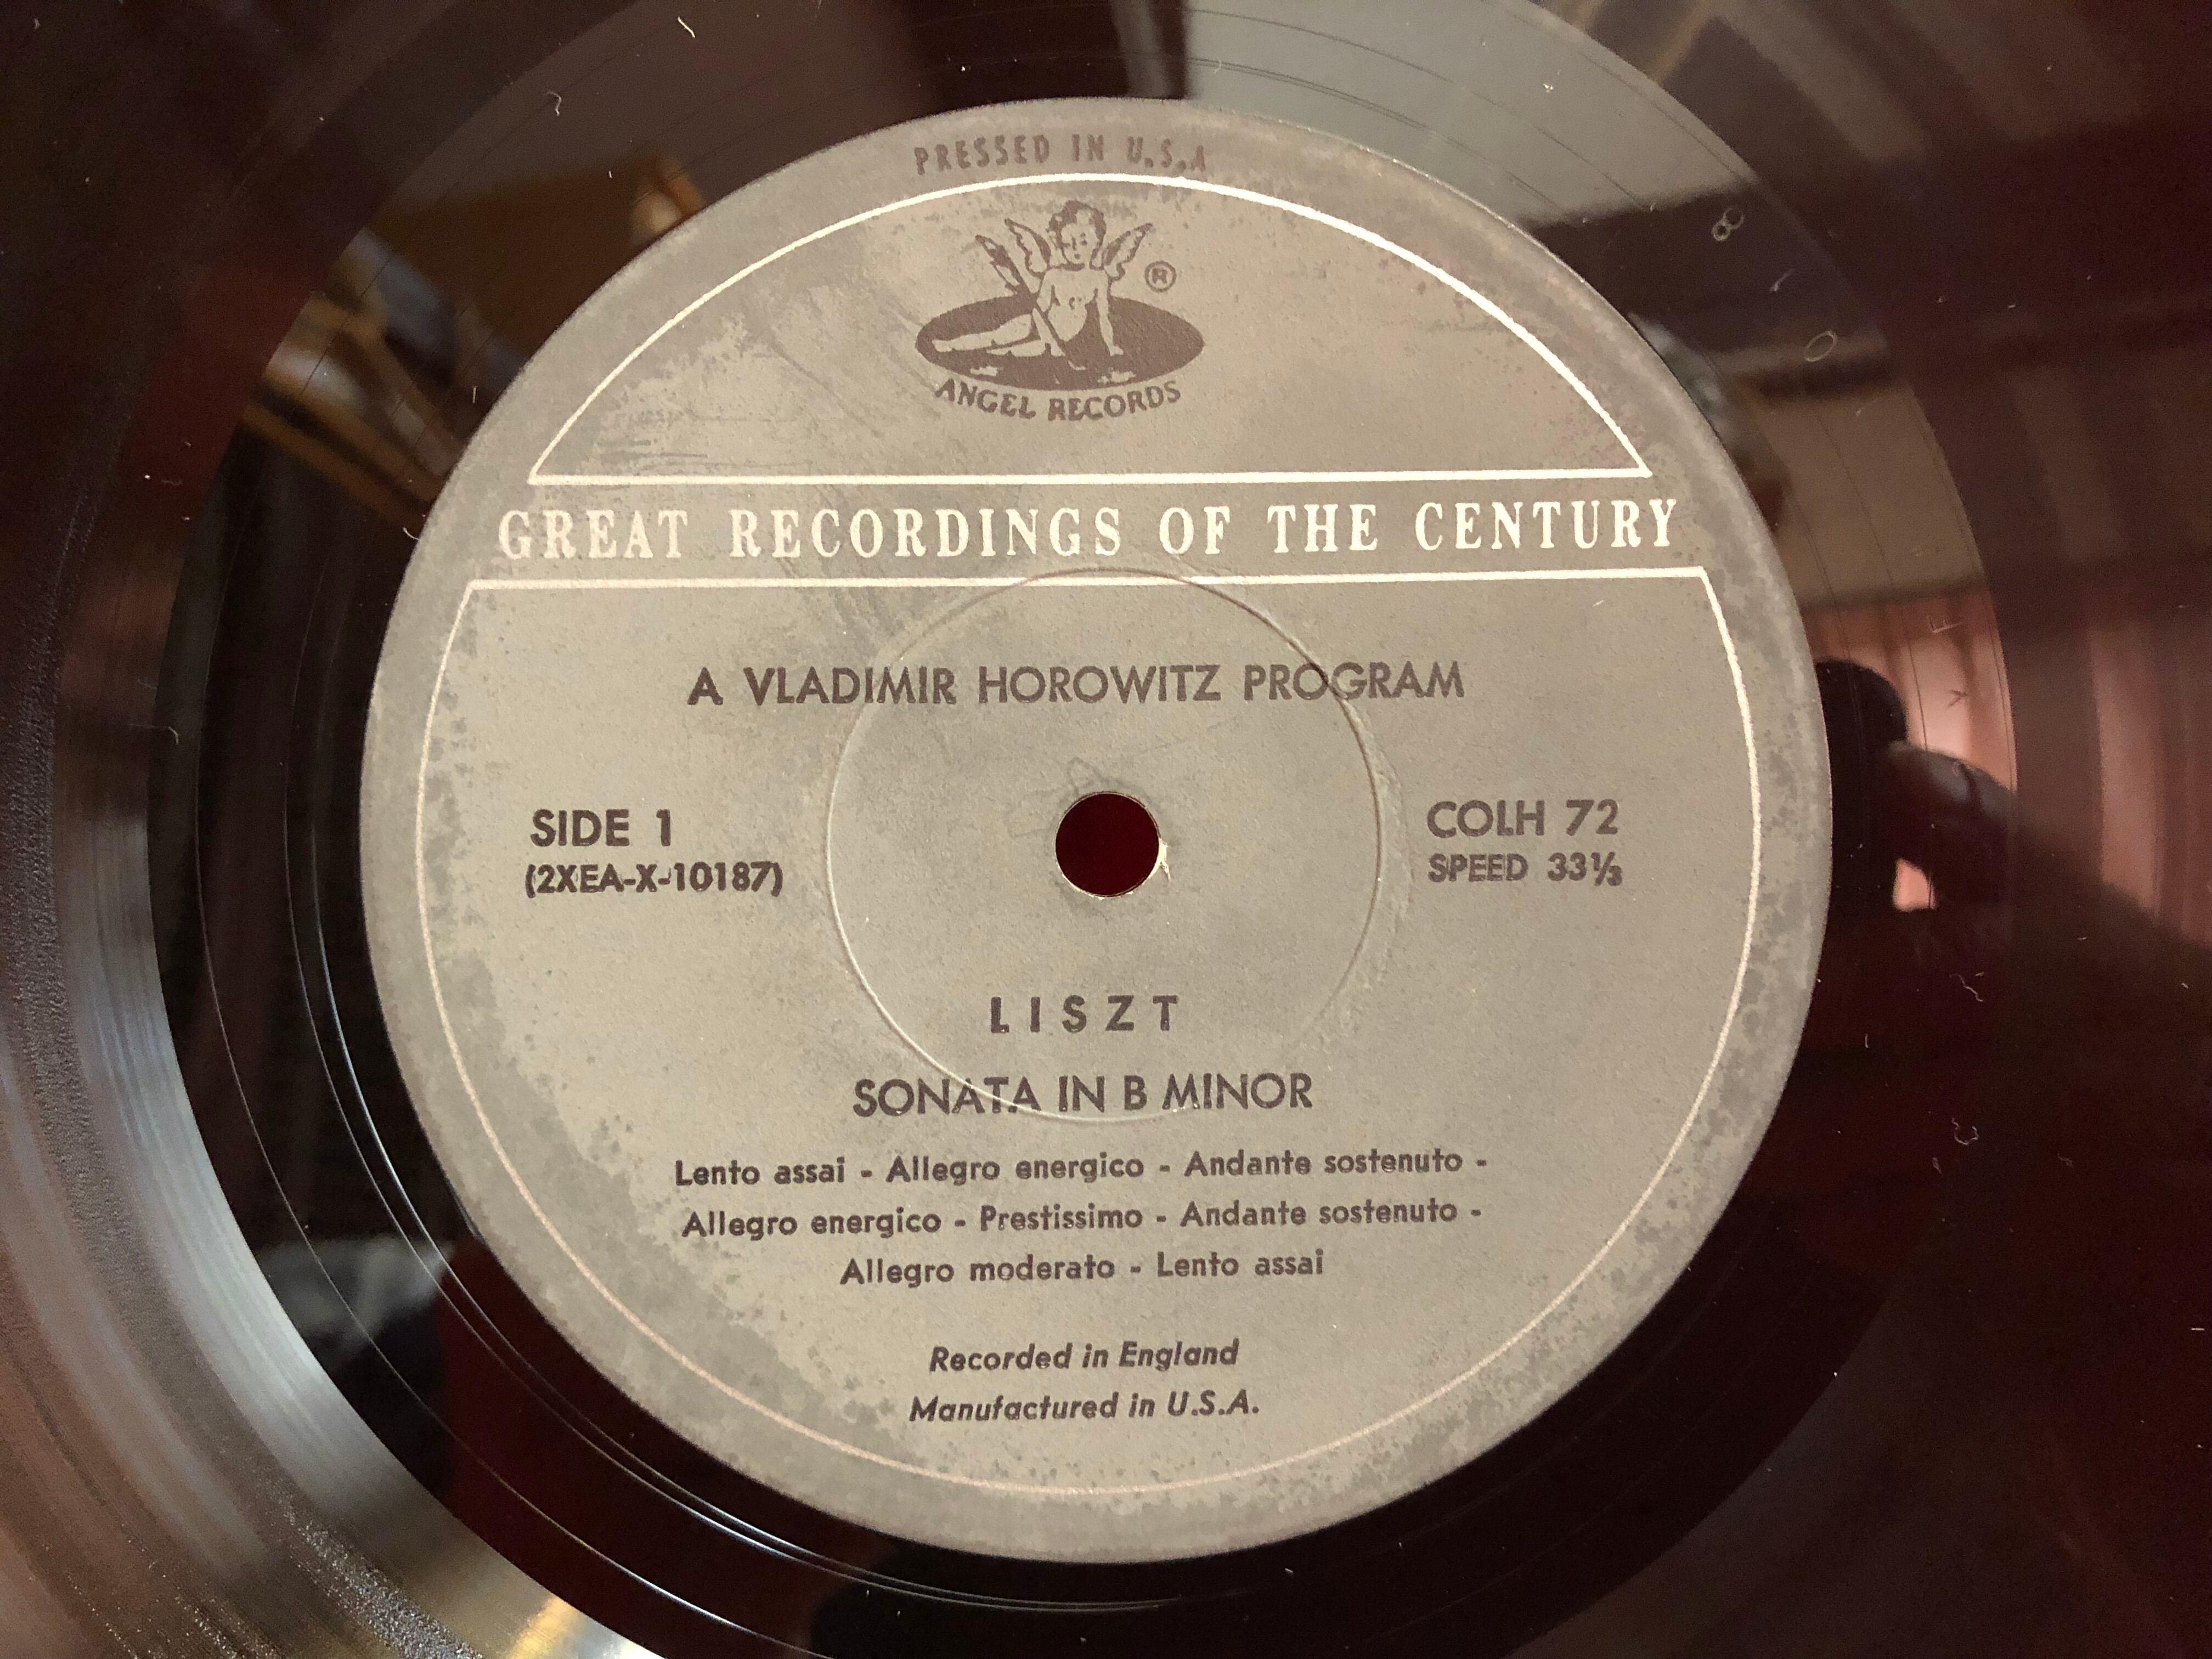 PRESSED IN U.S.A
®
ANGEL RECORDS
GREAT RECORDINGS OF THE CENTURY
A VLADIMIR HOROWITZ PROGRAM
SIDE 1
(2XEA-X-10187)
COLH 72
SPEED 33⅓
LISZT
SONATA IN B MINOR
Lento assai - Allegro energico - Andante sostenuto -
Allegro energico - Prestissimo - Andante sostenuto -
Allegro moderato - Lento assai
Recorded in England
Manufactured in U.S.A.